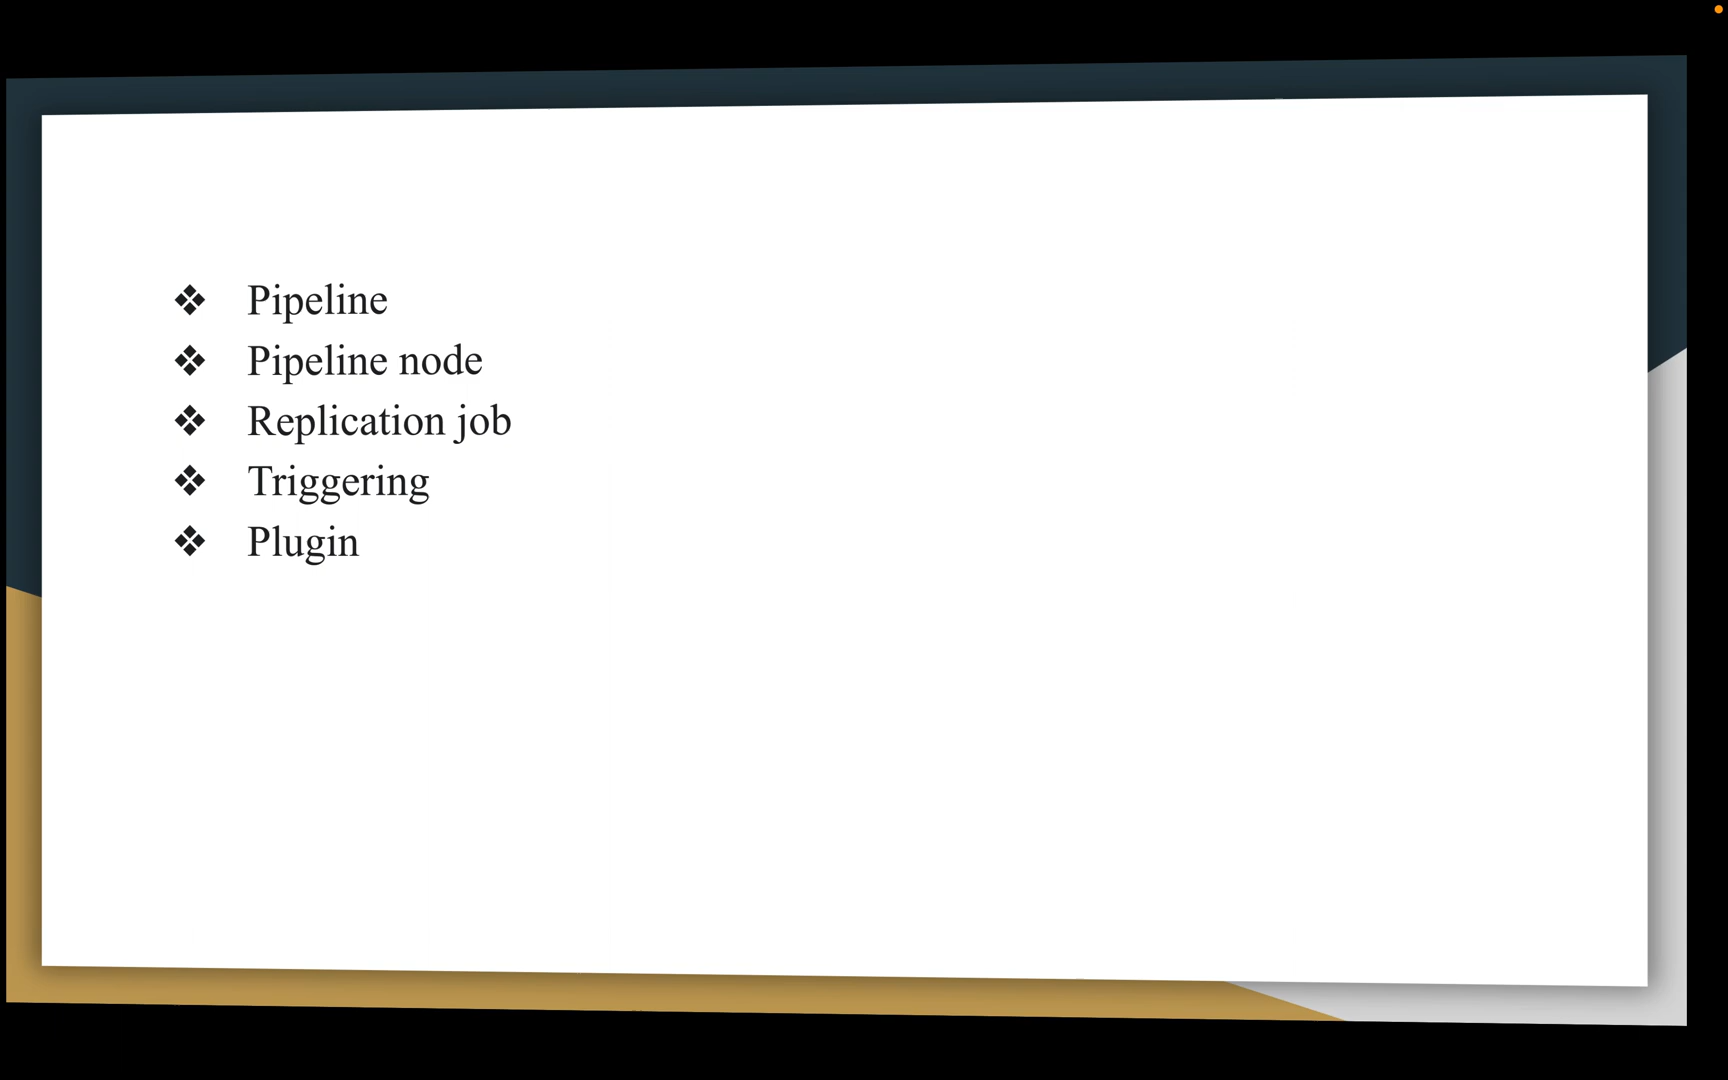 ❖ Pipeline
❖ Pipeline node
❖ Replication job
❖ Triggering
❖ Plugin